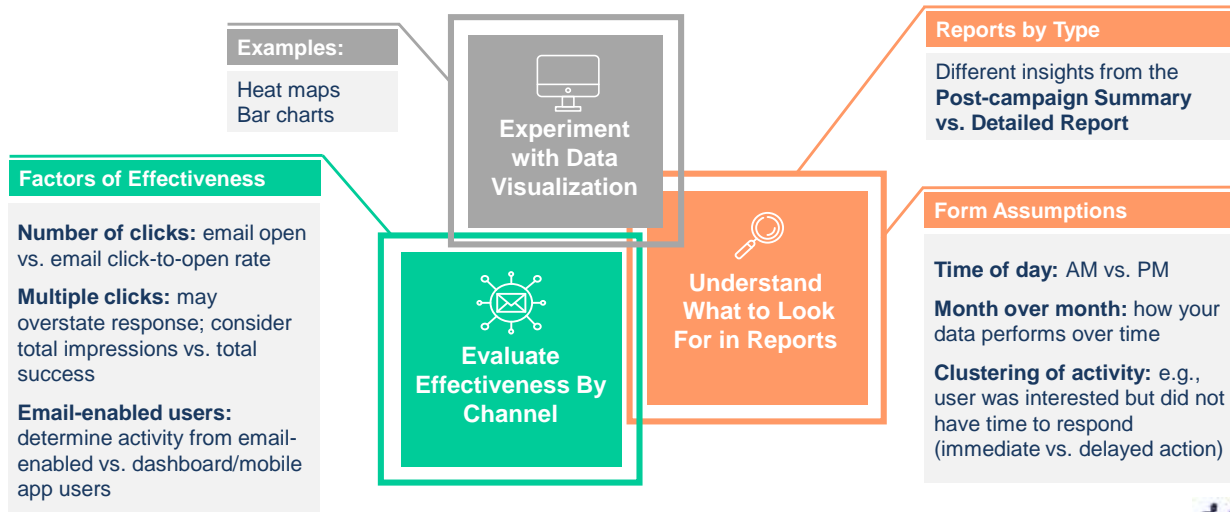 Examples:
Heat maps
Bar charts
Experiment
with Data
Visualization
Reports by Type
Different insights from the
Post-campaign Summary
vs. Detailed Report
Factors of Effectiveness
Number of clicks: email open
vs. email click-to-open rate
Multiple clicks: may
overstate response; consider
total impressions vs. total
success
Email-enabled users:
determine activity from email-
enabled vs. dashboard/mobile
app users
Evaluate
Effectiveness By
Channel
Understand
What to Look
For in Reports
Form Assumptions
Time of day: AM vs. PM
Month over month: how your
data performs over time
Clustering of activity: e.g.,
user was interested but did not
have time to respond
(immediate vs. delayed action)